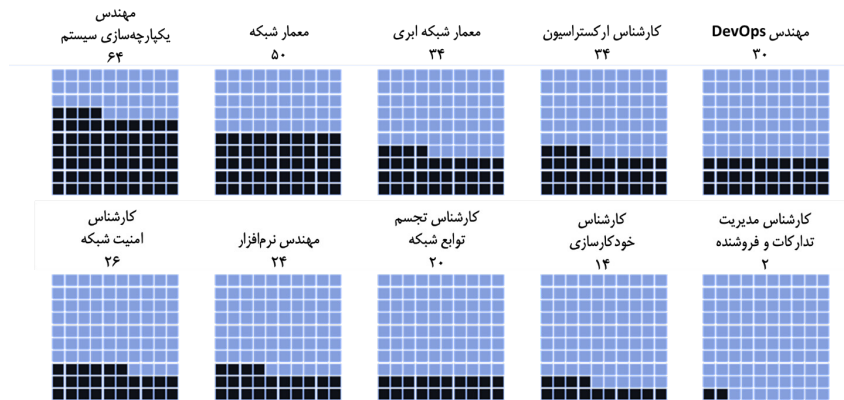 مهندس DevOps
۳۰
کارشناس ارکستراسیون
۳۴
معمار شبکه ابری
۳۴
معمار شبکه
۵۰
مهندس
یکپارچه‌سازی سیستم
۶۴
کارشناس مدیریت
تدارکات و فروشنده
۲
کارشناس
خودکارسازی
۱۴
کارشناس تجسم
توابع شبکه
۲۰
مهندس نرم‌افزار
۲۴
کارشناس
امنیت شبکه
۲۶